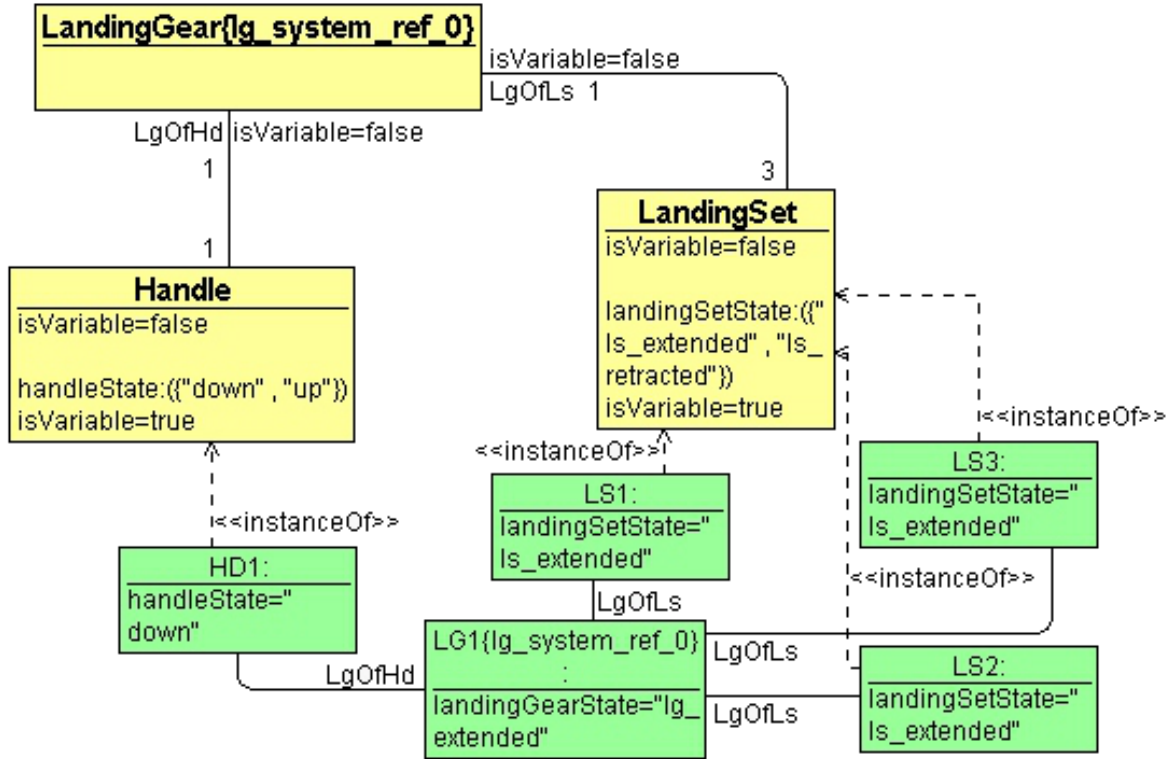 LandingGear{lg_system_ref_0}
isVariable=false
LgOfLs 1
LgOfHd isVariable=false
1
3
1
LandingSet
isVariable=false
landingSetState:({"
ls_extended" , "ls_
retracted"})
isVariable=true
Handle
isVariable=false
handleState:({"down" , "up"})
isVariable=true
<<instanceOf>>
<<instanceOf>>
<<instanceOf>>
<<instanceOf>>
LS3:
landingSetState="
ls_extended"
LS1:
landingSetState="
ls_extended"
HD1:
handleState="
down"
LgOfLs
LG1{lg_system_ref_0}
:
landingGearState="lg_
extended"
LgOfHd
LgOfLs
LgOfLs
LS2:
landingSetState="
ls_extended"